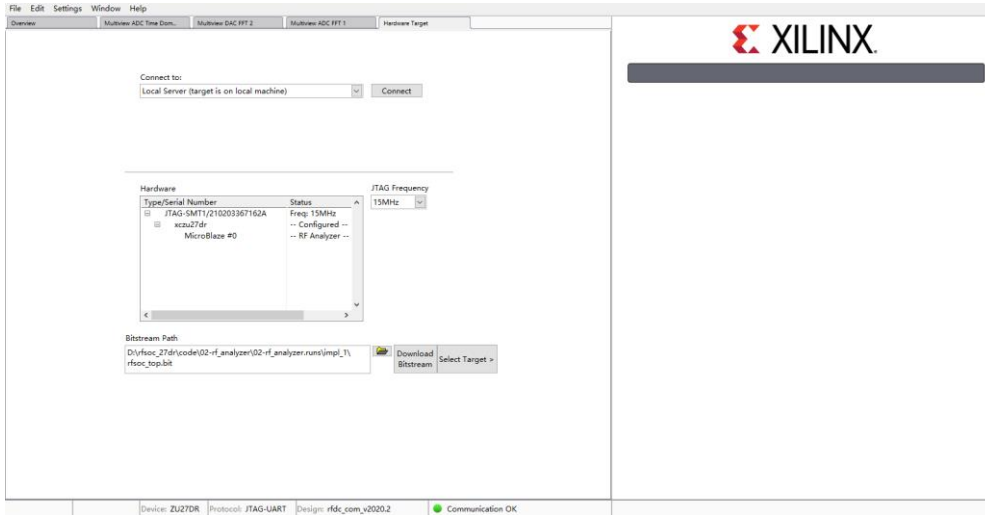 File Edit Settings Window Help
Overview Multiview ADC Time Dom.. Multiview DAC FFT 2 Multiview ADC FFT 1 Hardware Target
XILINX.
Connect to:
Local Server (target is on local machine) Connect
Hardware JTAG Frequency
Type/Serial Number Status 15MHz
JTAG-SMT1/210203367162A Freq: 15MHz
xczu27dr -- Configured --
MicroBlaze #0 -- RF Analyzer --
Bitstream Path
D:\rfsoc_27dr\code\02-rf_analyzer\02-rf_analyzer.runs\impl_1\
rfsoc_top.bit
Download
Bitstream
Select Target >
Device: ZU27DR Protocol: JTAG-UART Design: rfdc_com_v2020.2 Communication OK